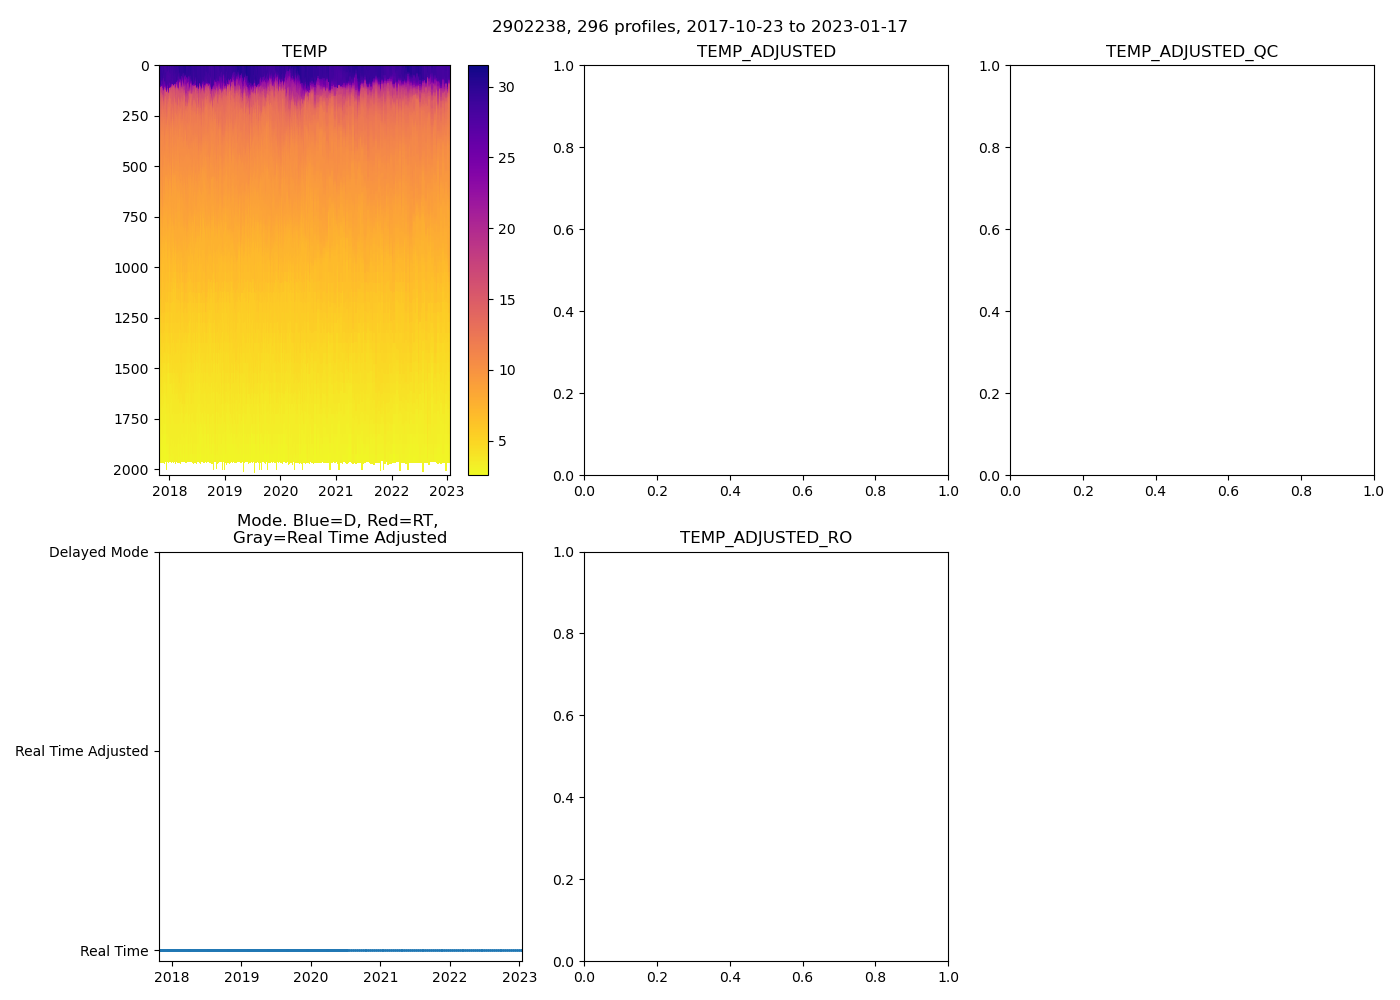 2902238, 296 profiles, 2017-10-23 to 2023-01-17
TEMP
0
250
500
750
1000
1250
1500
1750
2000
2018 2019 2020 2021 2022 2023
30
25
20
15
10
5
TEMP_ADJUSTED
1.0
0.8
0.6
0.4
0.2
0.0
0.0 0.2 0.4 0.6 0.8 1.0
TEMP_ADJUSTED_QC
1.0
0.8
0.6
0.4
0.2
0.0
0.0 0.2 0.4 0.6 0.8 1.0
Mode. Blue=D, Red=RT,
Gray=Real Time Adjusted
Delayed Mode
Real Time Adjusted
Real Time
2018 2019 2020 2021 2022 2023
TEMP_ADJUSTED_RO
1.0
0.8
0.6
0.4
0.2
0.0
0.0 0.2 0.4 0.6 0.8 1.0